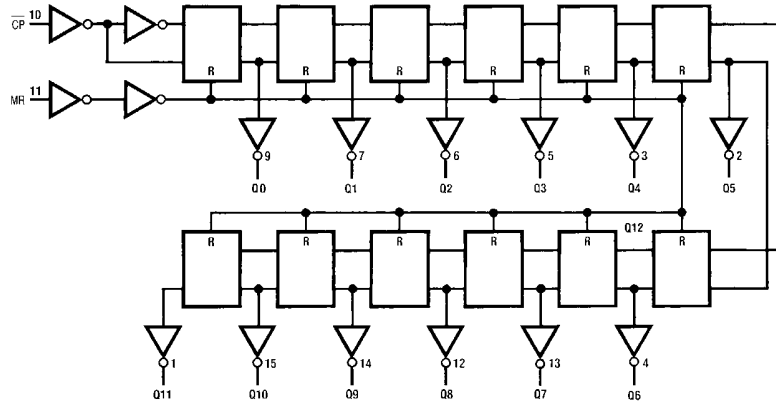 C̅P̅ 10
MR 11
R R R R R R
9 7 6 5 3 2
Q0 Q1 Q2 Q3 Q4 Q5
Q12
R R R R R R
1 15 14 12 13 4
Q11 Q10 Q9 Q8 Q7 Q6